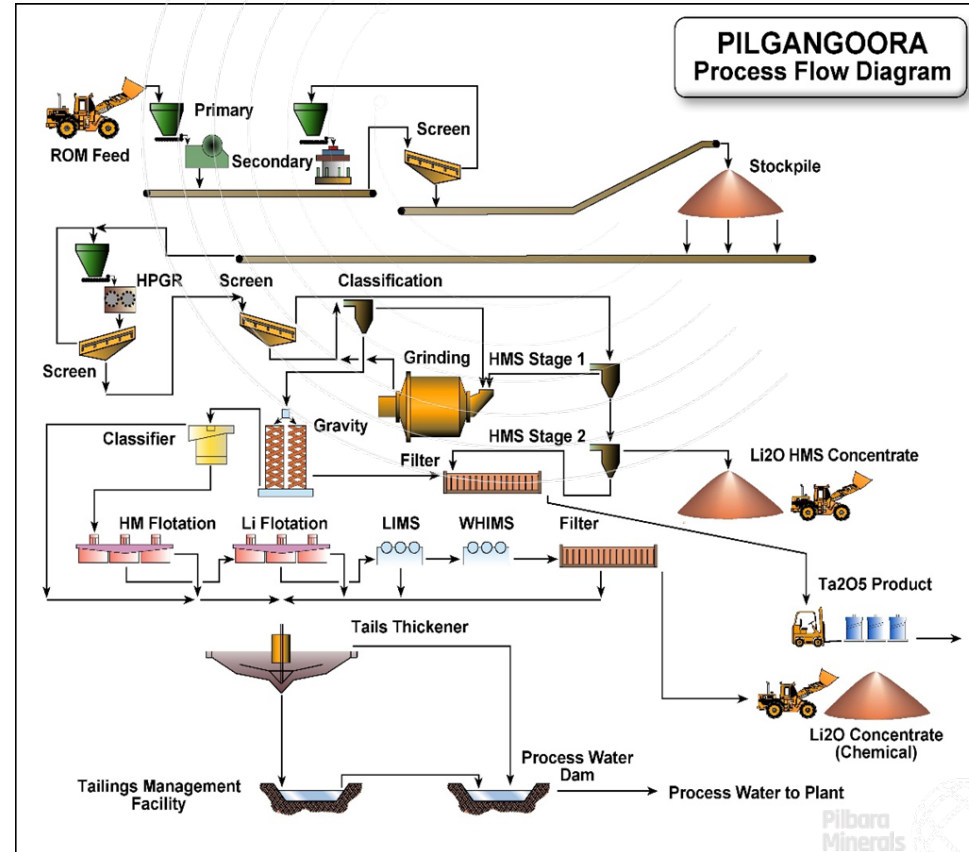 PILGANGOORA
Process Flow Diagram
ROM Feed
Primary
Secondary
Screen
Stockpile
HPGR
Screen
Screen
Classification
Grinding
HMS Stage 1
HMS Stage 2
Classifier
Gravity
Filter
Li2O HMS Concentrate
HM Flotation
Li Flotation
LIMS
WHIMS
Filter
Ta2O5 Product
Tails Thickener
Li2O Concentrate
(Chemical)
Tailings Management
Facility
Process Water
Dam
Process Water to Plant
Pilbara
Minerals